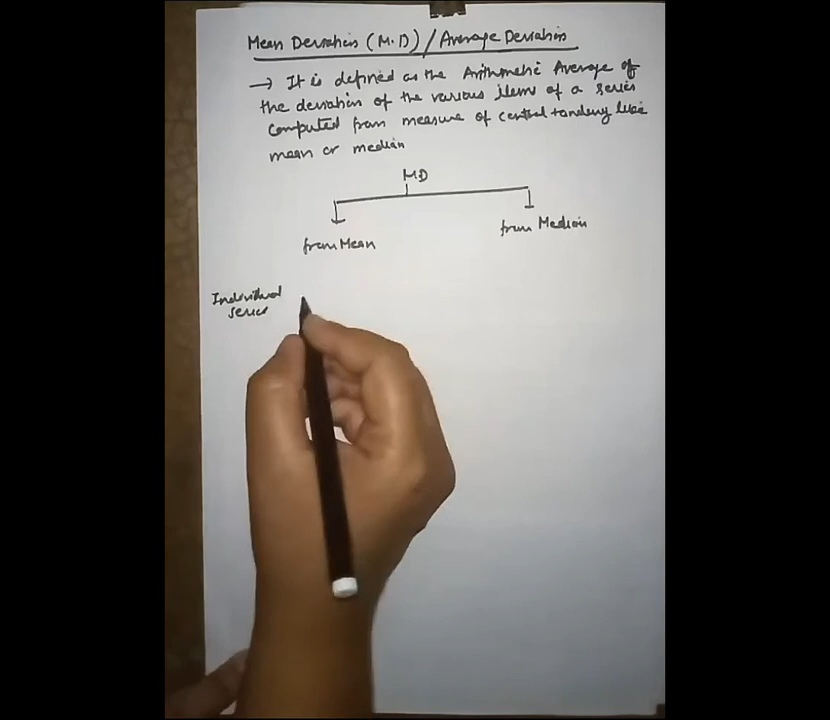 Mean Deviation (M.D) / Average Deviation
→ It is defined as the Arithmetic Average of
the deviation of the various items of a series
computed from measure of central tendency like
mean or median
MD
from Mean
from Median
Individual
series